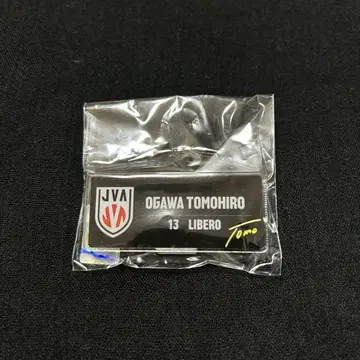 JVA
OGAWA TOMOHIRO
13 LIBERO
Tomo